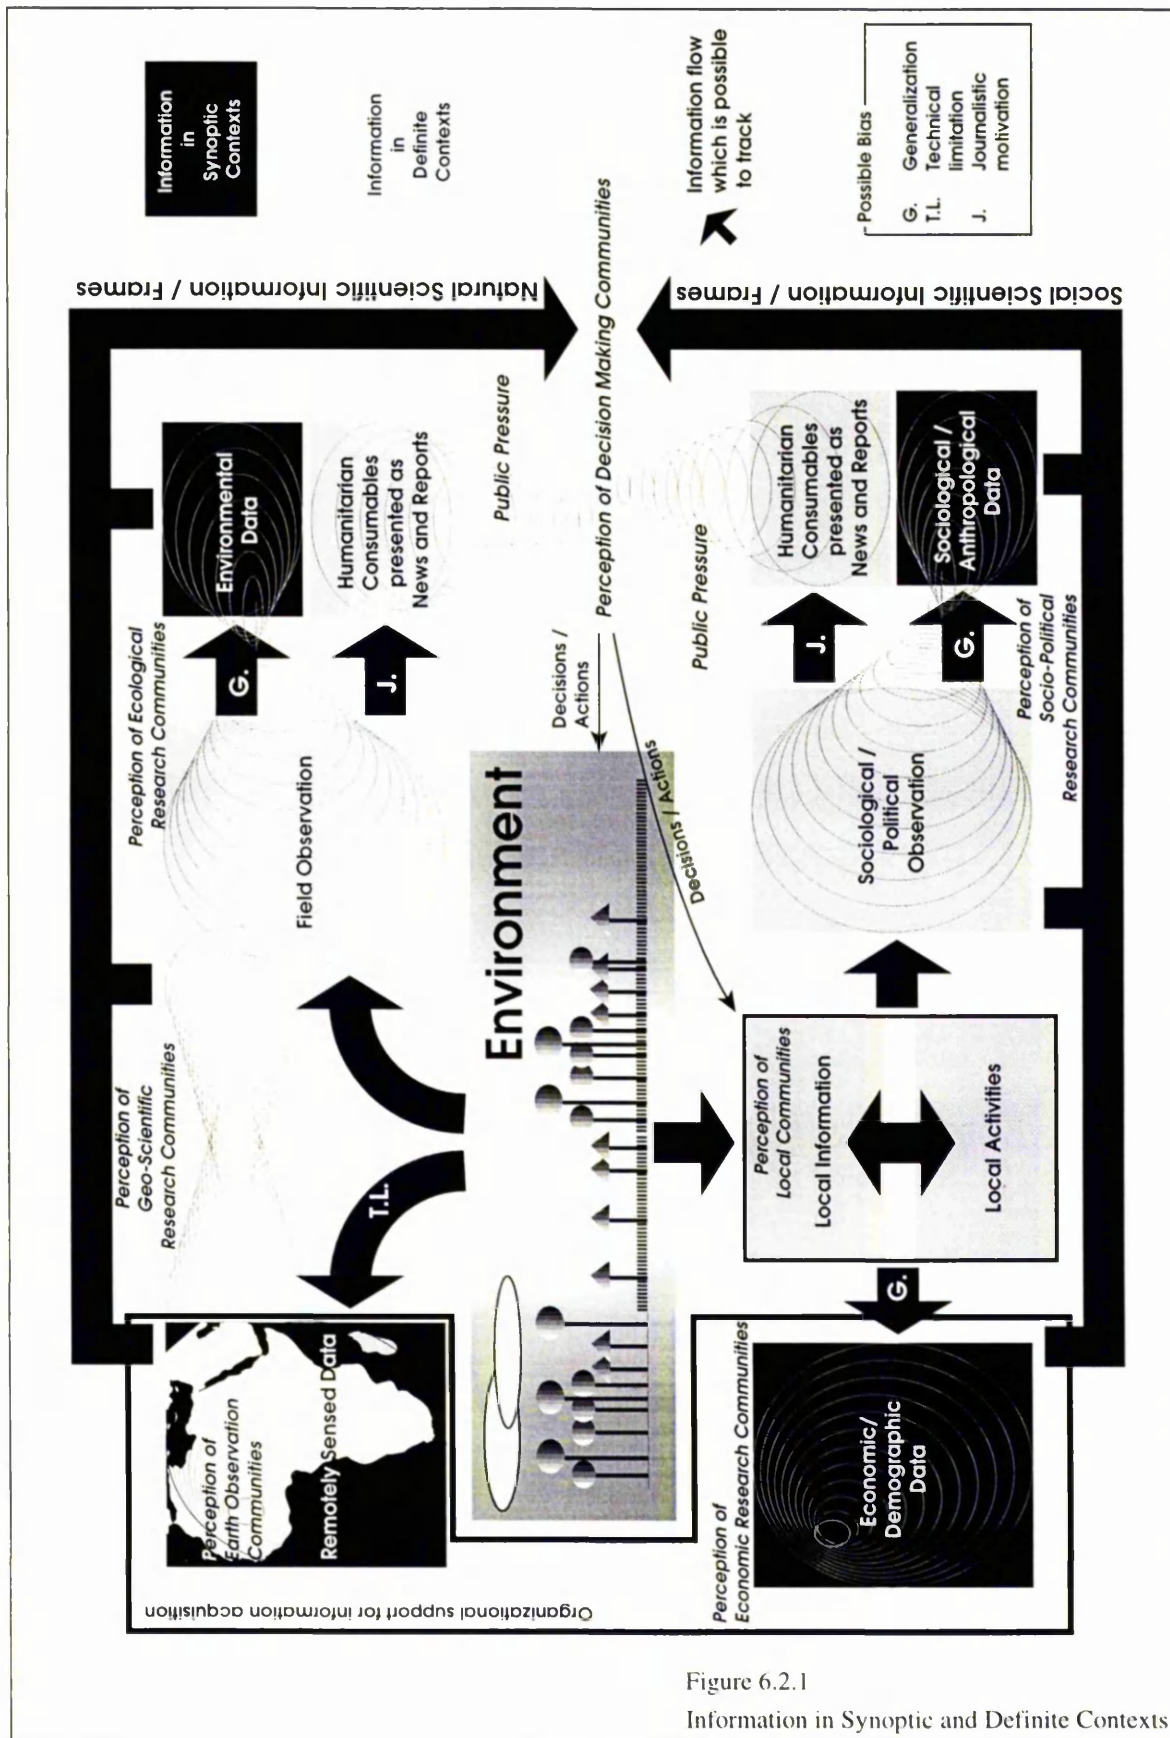 Information
in
Synoptic
Contexts
Information
in
Definite
Contexts
Information flow
which is possible
to track
Possible Bias
G. Generalization
T.L. Technical
limitation
J. Journalistic
motivation
Natural Scientific Information / Frames
Perception of Decision Making Communities
Social Scientific Information / Frames
Perception of Ecological
Research Communities
G.
Environmental
Data
J.
Humanitarian
Consumables
presented as
News and Reports
Public Pressure
Field Observation
Perception of
Geo-Scientific
Research Communities
T.L.
Perception of
Earth Observation
Communities
Remotely Sensed Data
Organizational support for information acquisition
Environment
Decisions /
Actions
Decisions / Actions
Public Pressure
J.
Humanitarian
Consumables
presented as
News and Reports
G.
Sociological /
Anthropological
Data
Perception of
Socio-Political
Research Communities
Sociological /
Political
Observation
Perception of
Local Communities
Local Information
Local Activities
G.
Perception of
Economic Research Communities
Economic/
Demographic
Data
Figure 6.2.1
Information in Synoptic and Definite Contexts